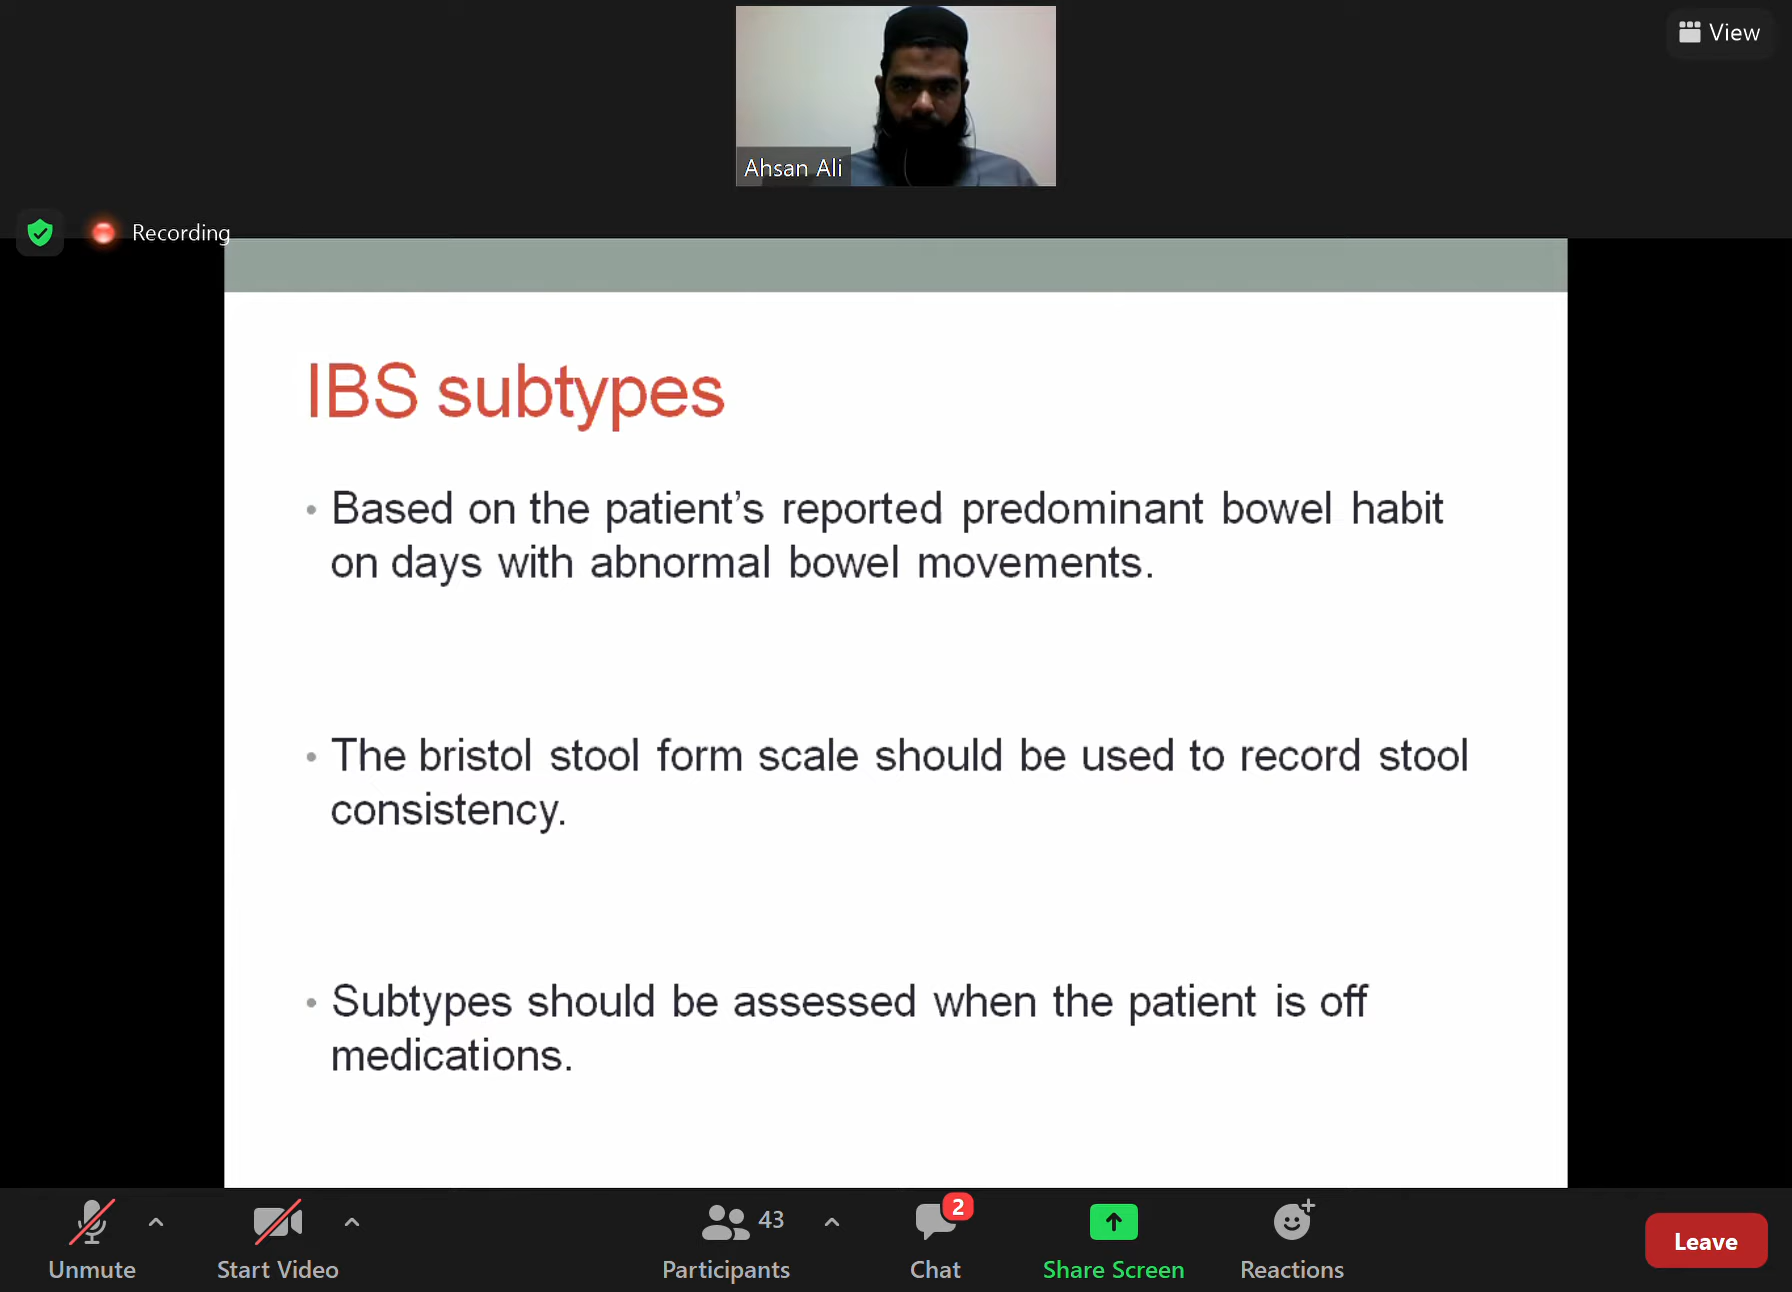 View
Ahsan Ali
Recording
IBS subtypes
• Based on the patient’s reported predominant bowel habit
on days with abnormal bowel movements.
• The bristol stool form scale should be used to record stool
consistency.
• Subtypes should be assessed when the patient is off
medications.
43
2
Unmute
Start Video
Participants
Chat
Share Screen
Reactions
Leave